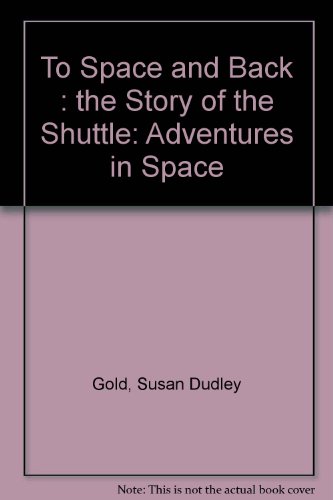 To Space and Back
: the Story of the
Shuttle: Adventures
in Space
Gold, Susan Dudley
Note: This is not the actual book cover